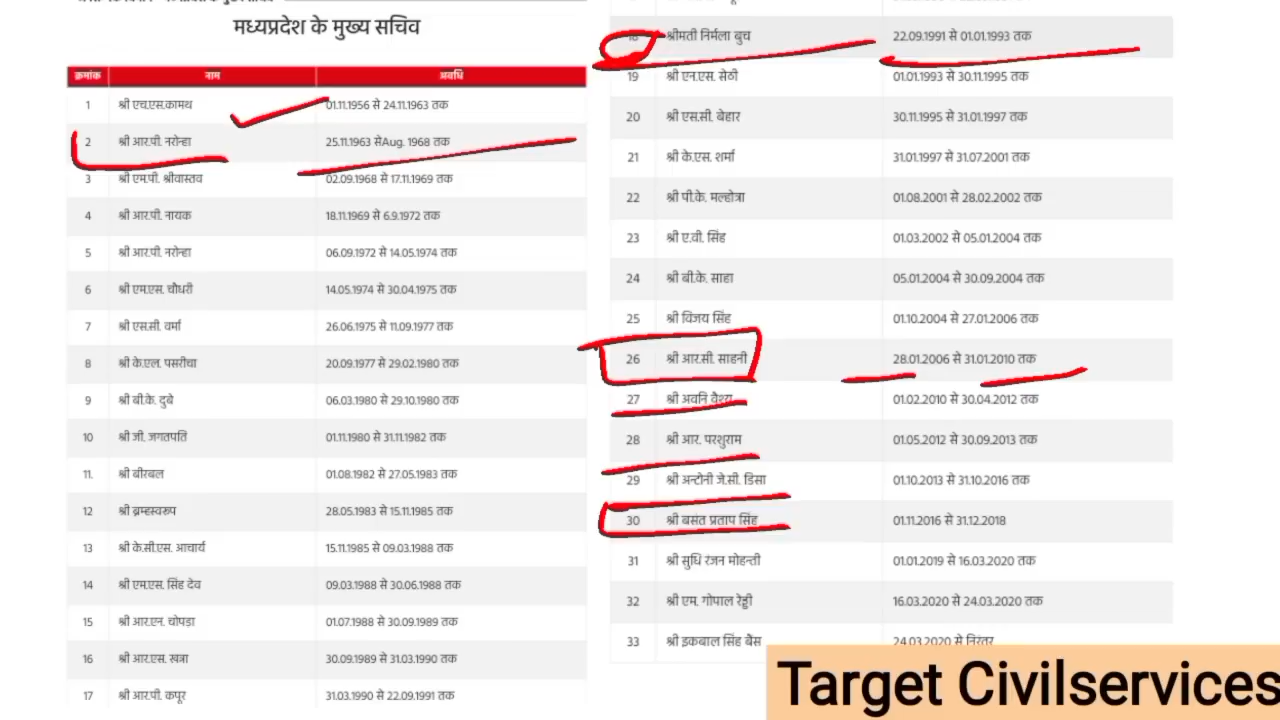 मध्यप्रदेश के मुख्य सचिव
क्रमांक नाम अवधि
1 श्री एच.एस.कामथ 01.11.1956 से 24.11.1963 तक
2 श्री आर.पी. नरोन्हा 25.11.1963 सेAug. 1968 तक
3 श्री एम.पी. श्रीवास्तव 02.09.1968 से 17.11.1969 तक
4 श्री आर.पी. नायक 18.11.1969 से 6.9.1972 तक
5 श्री आर.पी. नरोन्हा 06.09.1972 से 14.05.1974 तक
6 श्री एम.एस. चौधरी 14.05.1974 से 30.04.1975 तक
7 श्री एस.सी. वर्मा 26.06.1975 से 11.09.1977 तक
8 श्री के.एल. पसरीचा 20.09.1977 से 29.02.1980 तक
9 श्री बी.के. दुबे 06.03.1980 से 29.10.1980 तक
10 श्री जी. जगतपति 01.11.1980 से 31.11.1982 तक
11. श्री बीरबल 01.08.1982 से 27.05.1983 तक
12 श्री ब्रम्हस्वरूप 28.05.1983 से 15.11.1985 तक
13 श्री के.सी.एस. आचार्य 15.11.1985 से 09.03.1988 तक
14 श्री एम.एस. सिंह देव 09.03.1988 से 30.06.1988 तक
15 श्री आर.एन. चोपड़ा 01.07.1988 से 30.09.1989 तक
16 श्री आर.एस. खन्ना 30.09.1989 से 31.03.1990 तक
17 श्री आर.पी. कपूर 31.03.1990 से 22.09.1991 तक
18 श्रीमती निर्मला बुच 22.09.1991 से 01.01.1993 तक
19 श्री एन.एस. सेठी 01.01.1993 से 30.11.1995 तक
20 श्री एस.सी. बेहार 30.11.1995 से 31.01.1997 तक
21 श्री के.एस. शर्मा 31.01.1997 से 31.07.2001 तक
22 श्री पी.के. मल्होत्रा 01.08.2001 से 28.02.2002 तक
23 श्री ए.वी. सिंह 01.03.2002 से 05.01.2004 तक
24 श्री बी.के. साहा 05.01.2004 से 30.09.2004 तक
25 श्री विजय सिंह 01.10.2004 से 27.01.2006 तक
26 श्री आर.सी. साहनी 28.01.2006 से 31.01.2010 तक
27 श्री अवनि वैश्य 01.02.2010 से 30.04.2012 तक
28 श्री आर. परशुराम 01.05.2012 से 30.09.2013 तक
29 श्री अन्टोनी जे.सी. डिसा 01.10.2013 से 31.10.2016 तक
30 श्री बसंत प्रताप सिंह 01.11.2016 से 31.12.2018
31 श्री सुधि रंजन मोहन्ती 01.01.2019 से 16.03.2020 तक
32 श्री एम. गोपाल रेड्डी 16.03.2020 से 24.03.2020 तक
33 श्री इकबाल सिंह बैंस 24.03.2020 से निरंतर
Target Civilservices